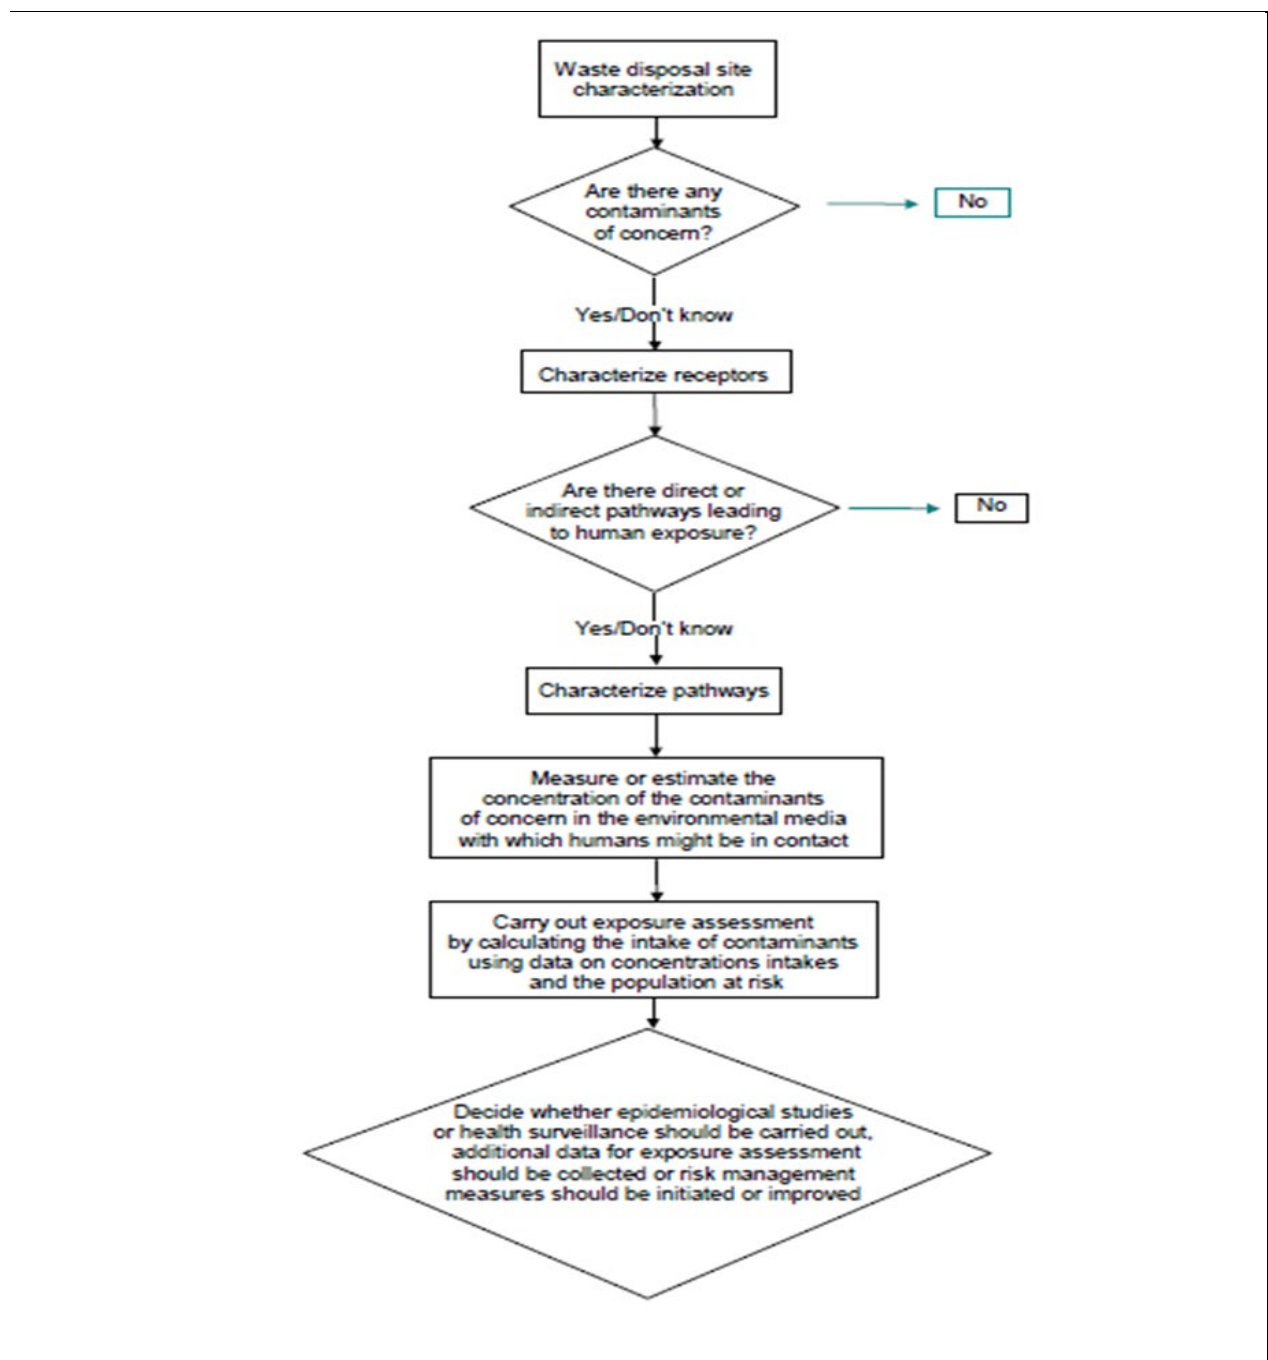 Waste disposal site
characterization
Are there any
contaminants
of concern?
No
Yes/Don't know
Characterize receptors
Are there direct or
indirect pathways leading
to human exposure?
No
Yes/Don't know
Characterize pathways
Measure or estimate the
concentration of the contaminants
of concern in the environmental media
with which humans might be in contact
Carry out exposure assessment
by calculating the intake of contaminants
using data on concentrations intakes
and the population at risk
Decide whether epidemiological studies
or health surveillance should be carried out,
additional data for exposure assessment
should be collected or risk management
measures should be initiated or improved